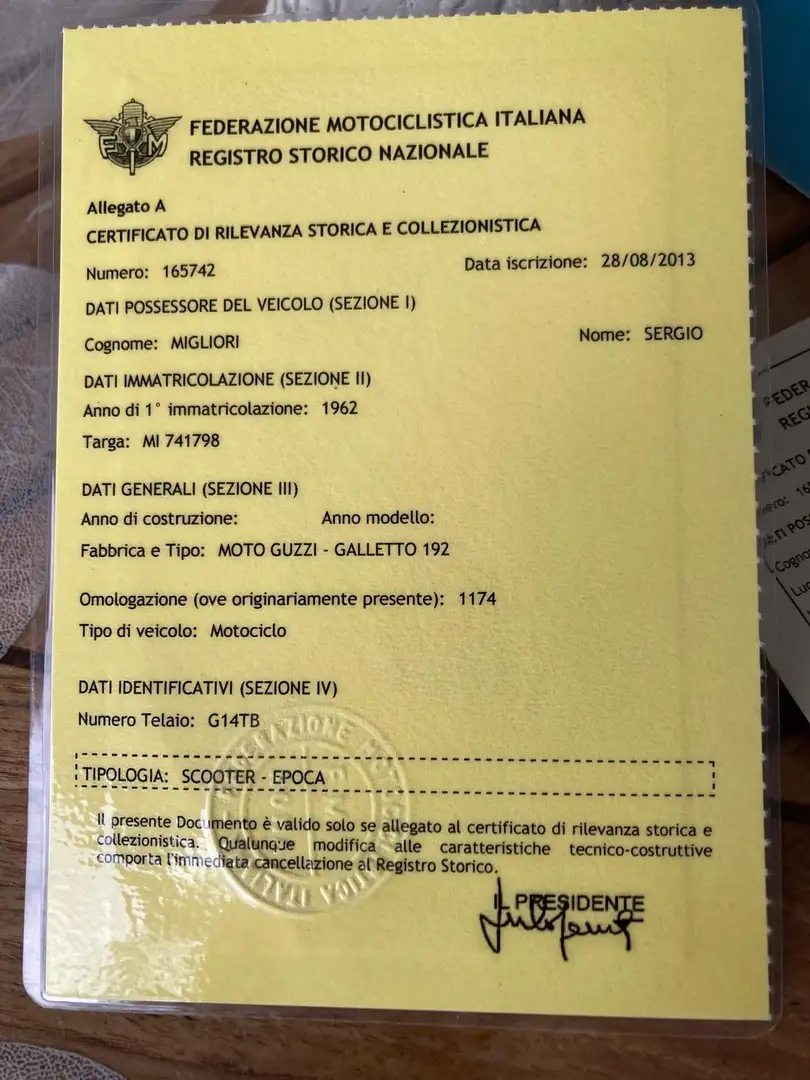 FMI
FEDERAZIONE MOTOCICLISTICA ITALIANA
REGISTRO STORICO NAZIONALE
Allegato A
CERTIFICATO DI RILEVANZA STORICA E COLLEZIONISTICA
Numero: 165742 Data iscrizione: 28/08/2013
DATI POSSESSORE DEL VEICOLO (SEZIONE I)
Cognome: MIGLIORI Nome: SERGIO
DATI IMMATRICOLAZIONE (SEZIONE II)
Anno di 1° immatricolazione: 1962
Targa: MI 741798
DATI GENERALI (SEZIONE III)
Anno di costruzione: Anno modello:
Fabbrica e Tipo: MOTO GUZZI - GALLETTO 192
Omologazione (ove originariamente presente): 1174
Tipo di veicolo: Motociclo
DATI IDENTIFICATIVI (SEZIONE IV)
Numero Telaio: G14TB
TIPOLOGIA: SCOOTER - EPOCA
Il presente Documento è valido solo se allegato al certificato di rilevanza storica e
collezionistica. Qualunque modifica alle caratteristiche tecnico-costruttive
comporta l'immediata cancellazione al Registro Storico.
IL PRESIDENTE
FEDER
REG
CATO
Cogno